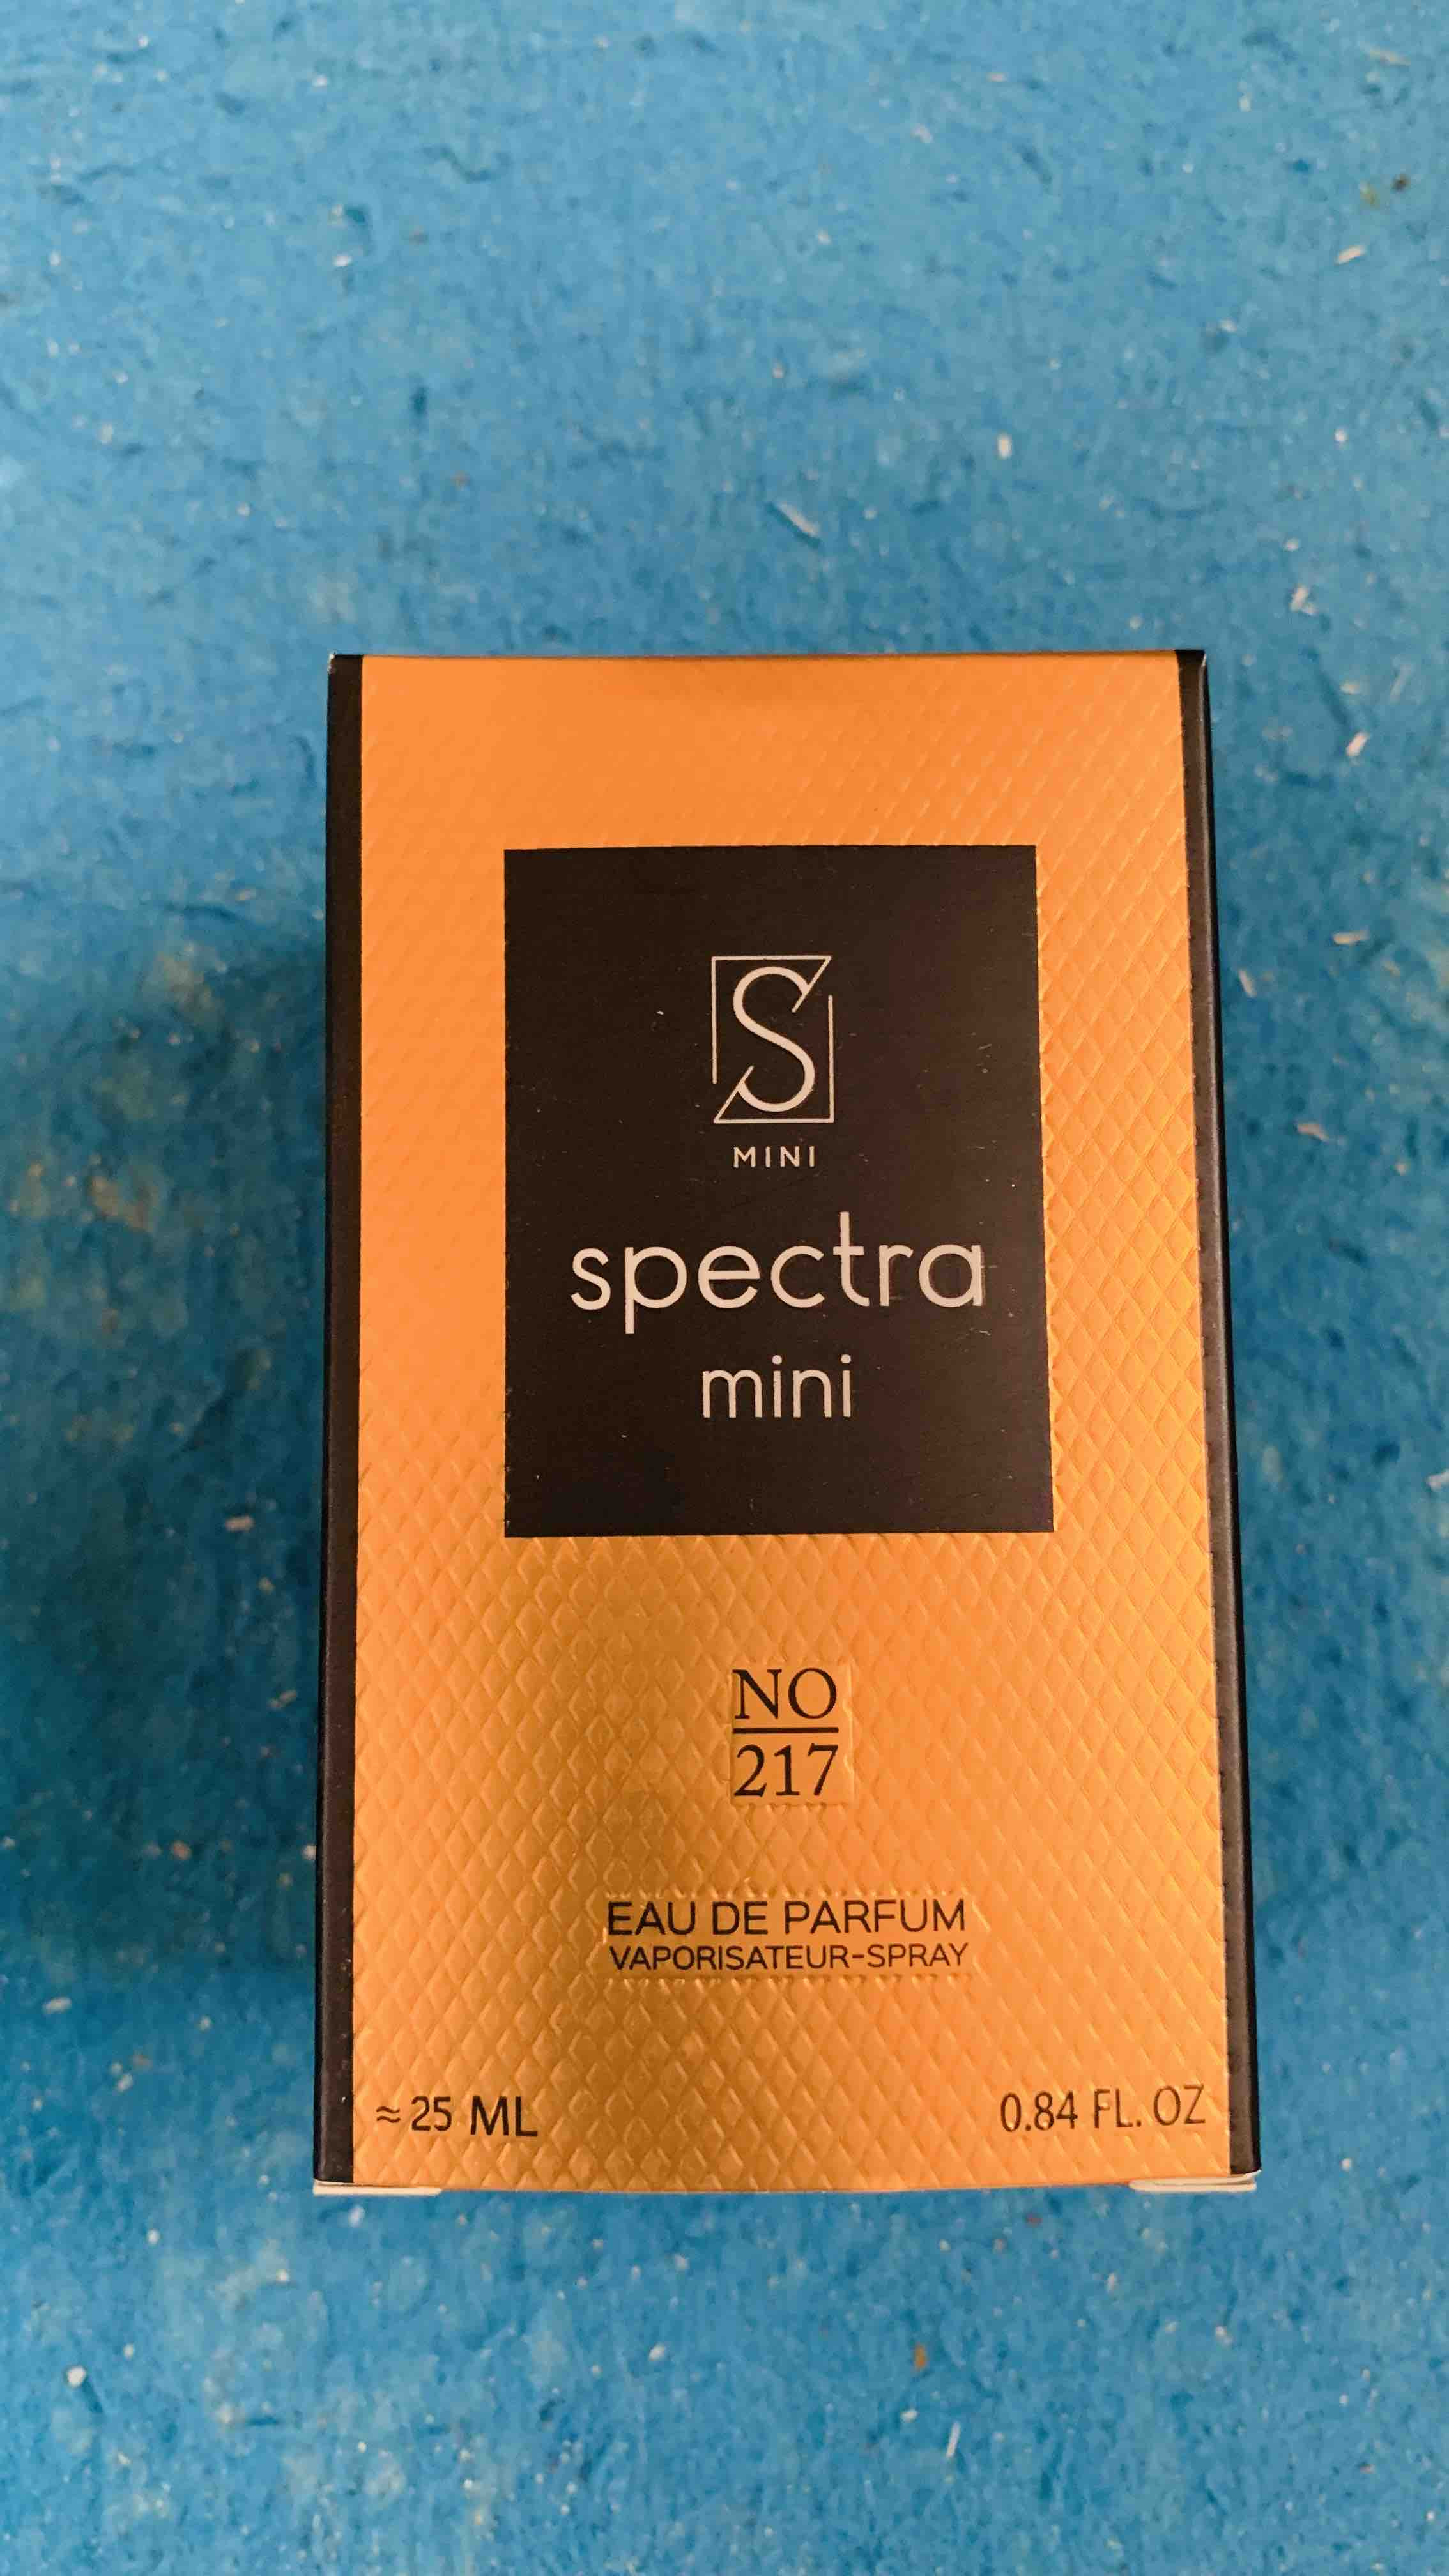 S
MINI
spectra
mini
NO
217
EAU DE PARFUM
VAPORISATEUR-SPRAY
≈ 25 ML 0.84 FL. OZ